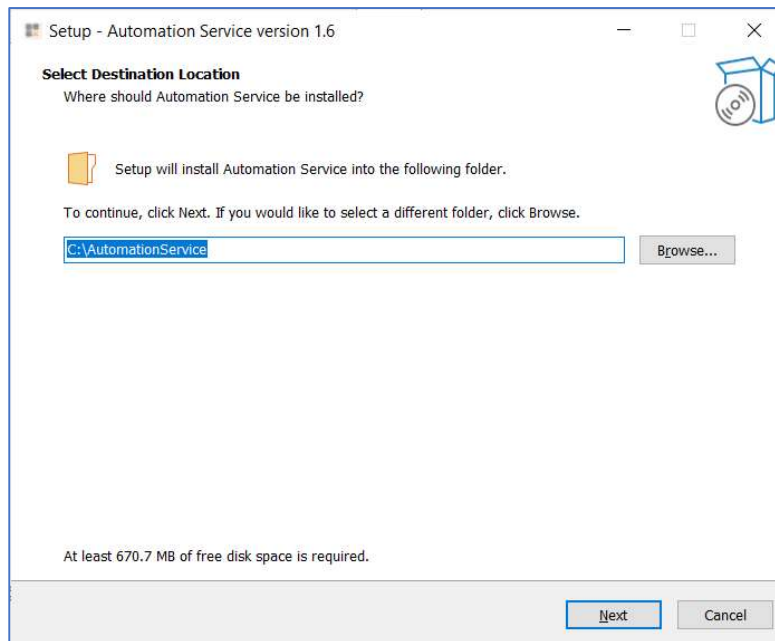 Setup - Automation Service version 1.6
Select Destination Location
Where should Automation Service be installed?
Setup will install Automation Service into the following folder.
To continue, click Next. If you would like to select a different folder, click Browse.
C:\AutomationService
Browse...
At least 670.7 MB of free disk space is required.
Next
Cancel